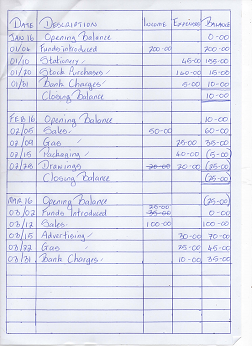 DATE DESCRIPTION INCOME EXPENSES BALANCE
JAN 16 Opening Balance 0-00
01/04 Funds introduced 200-00 200-00
01/10 Stationery ✓ 45-00 155-00
01/20 Stock Purchases ✓ 140-00 15-00
01/31 Bank Charges ✓ 5-00 10-00
Closing Balance 10-00
FEB 16 Opening Balance 10-00
02/05 Sales 50-00 60-00
02/09 Gas ✓ 25-00 35-00
02/15 Packaging ✓ 40-00 (5-00)
02/28 Drawings 20-00 20-00 (25-00)
Closing Balance (25-00)
MAR 16 Opening Balance (25-00)
25-00
03/02 Funds Introduced 35-00 0-00
03/12 Sales 100-00 100-00
03/15 Advertising ✓ 30-00 70-00
03/22 Gas ✓ 25-00 45-00
03/31 Bank Charges ✓ 10-00 35-00